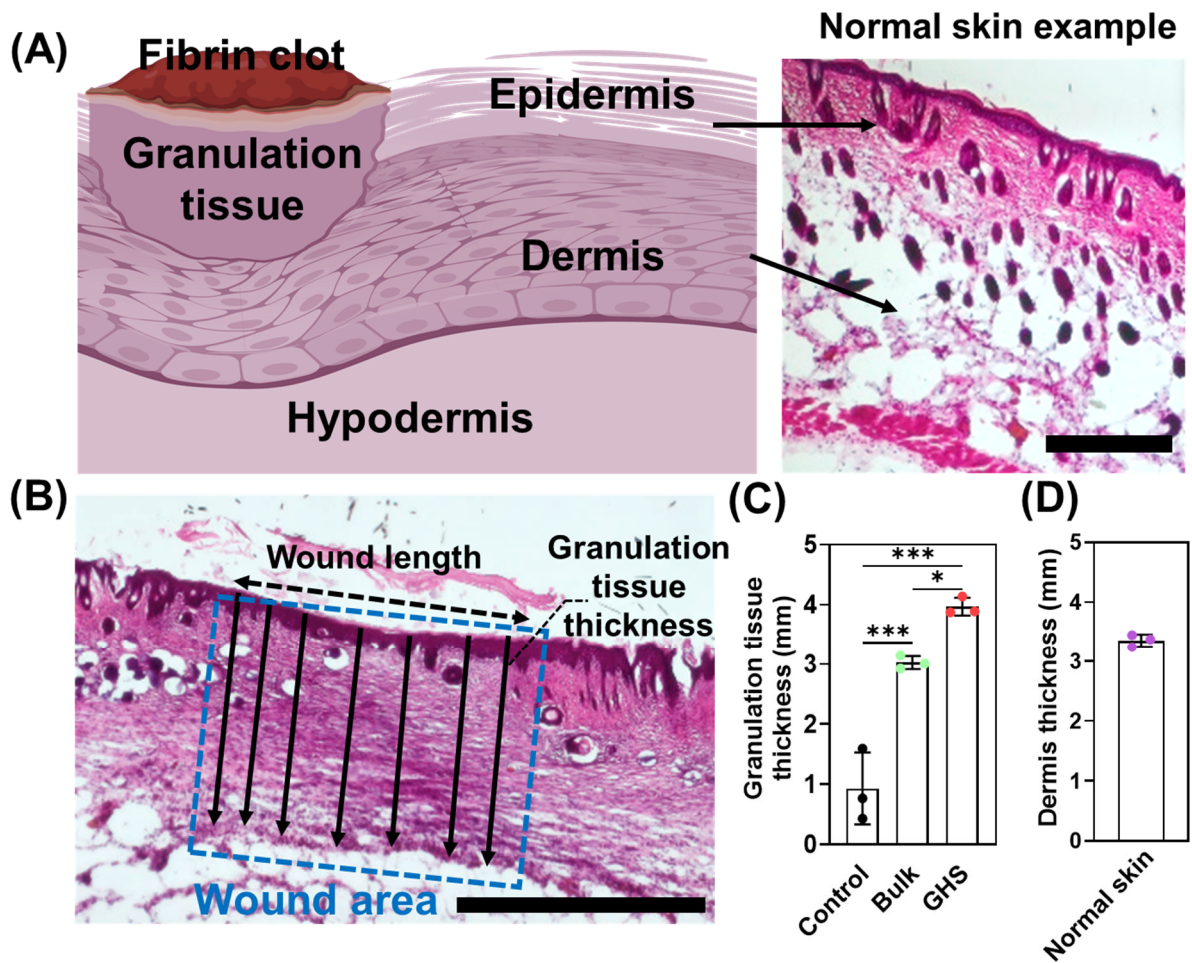 (A)
Normal skin example
Fibrin clot
Epidermis
Granulation
tissue
Dermis
Hypodermis
(B)
Wound length
Granulation
tissue
thickness
Wound area
(C)
Granulation tissue
thickness (mm)
5
4
3
2
1
0
***
*
***
Control
Bulk
GHS
(D)
Dermis thickness (mm)
5
4
3
2
1
0
Normal skin